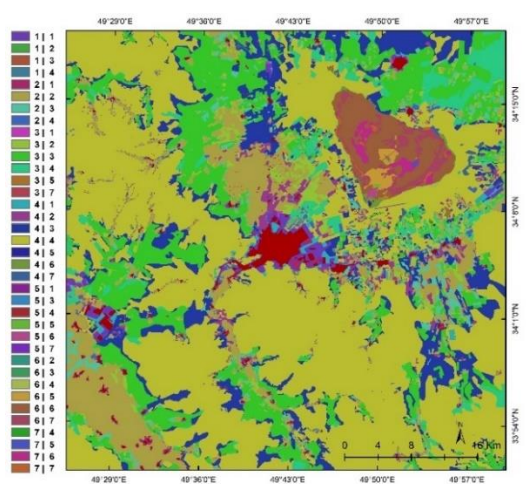 49°29'0"E 49°36'0"E 49°43'0"E 49°50'0"E 49°57'0"E
1 | 1
1 | 2
1 | 3
1 | 4
2 | 1
2 | 2
2 | 3
2 | 4
3 | 1
3 | 2
3 | 3
3 | 4
3 | 5
3 | 7
4 | 1
4 | 2
4 | 3
4 | 4
4 | 5
4 | 6
4 | 7
5 | 1
5 | 3
5 | 4
5 | 5
5 | 6
5 | 7
6 | 2
6 | 3
6 | 4
6 | 5
6 | 6
6 | 7
7 | 4
7 | 5
7 | 6
7 | 7
34°15'0"N
34°8'0"N
34°1'0"N
33°54'0"N
N
0 4 8 16 Km
49°29'0"E 49°36'0"E 49°43'0"E 49°50'0"E 49°57'0"E